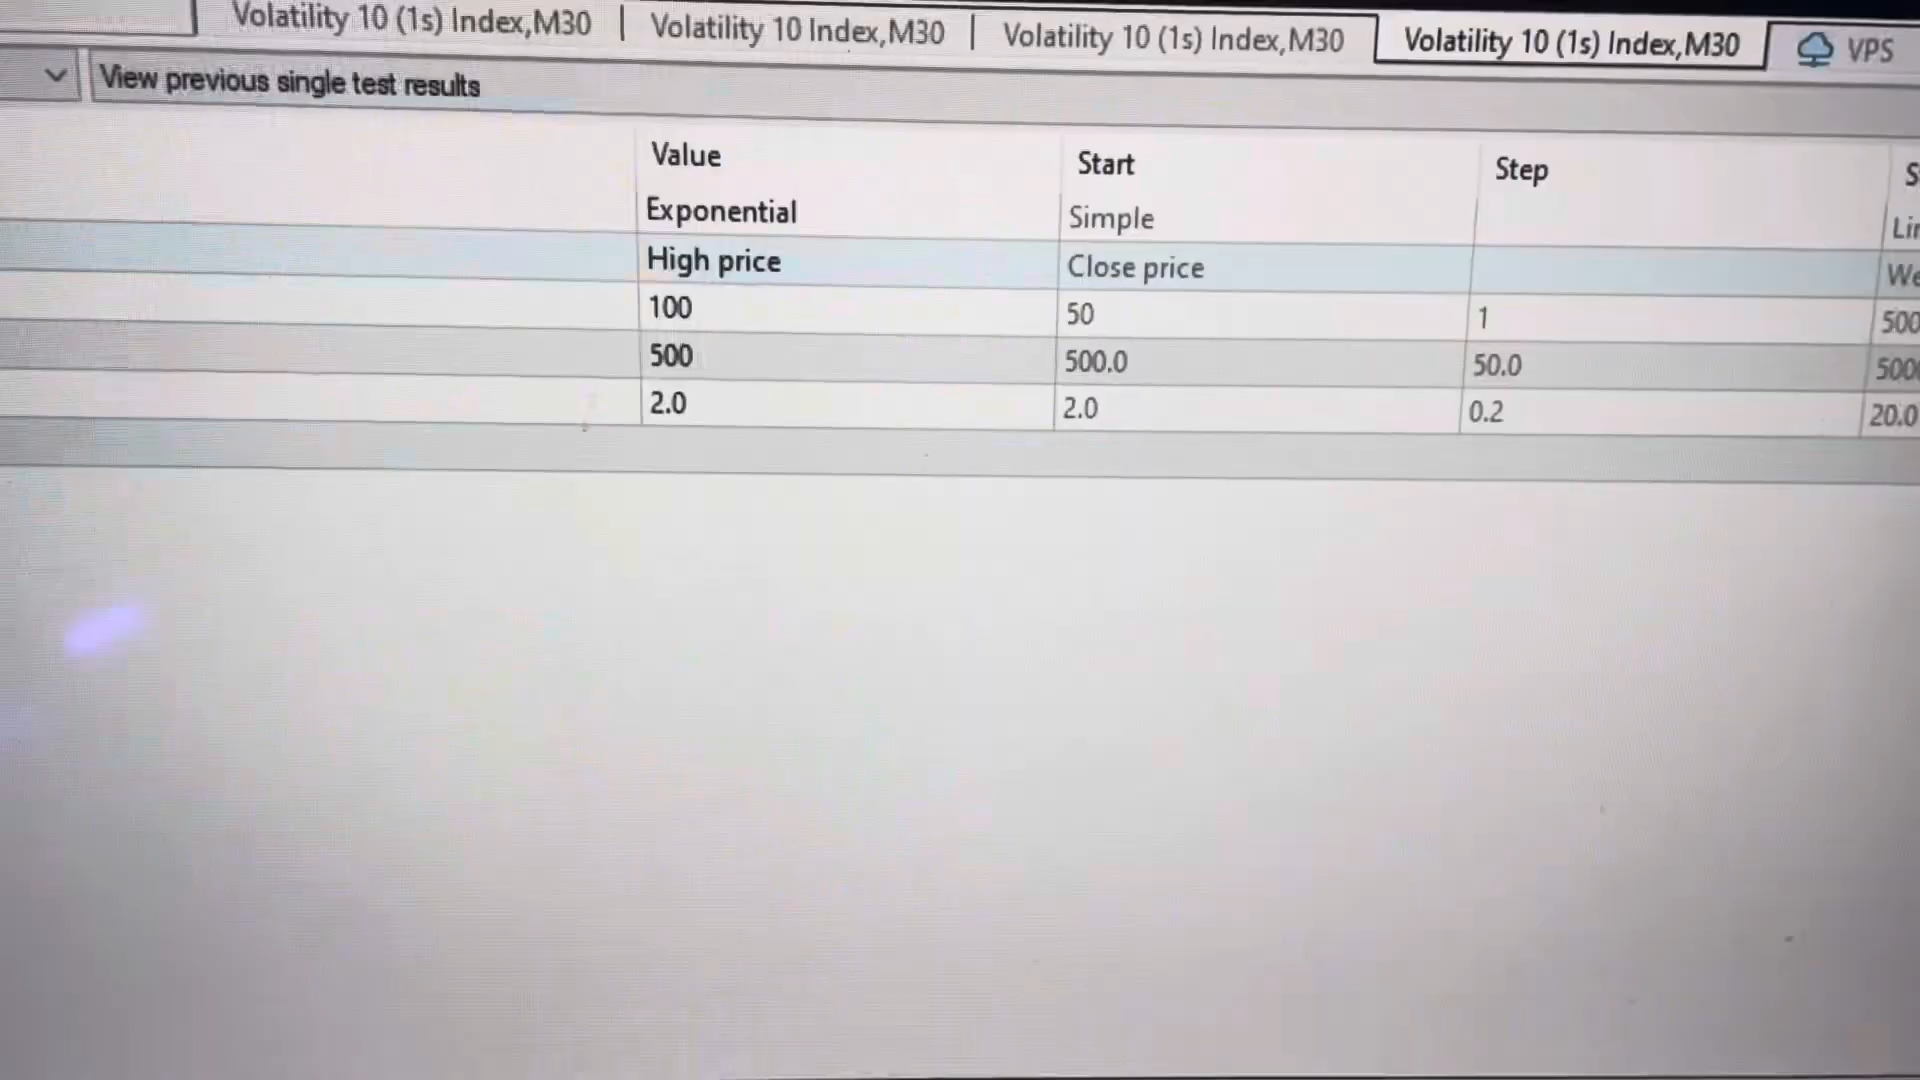 Volatility 10 (1s) Index,M30 | Volatility 10 Index,M30 | Volatility 10 (1s) Index,M30 Volatility 10 (1s) Index,M30 VPS
View previous single test results
Value Start Step
Exponential Simple
High price Close price
100 50 1 500
500 500.0 50.0
2.0 2.0 0.2 20.0